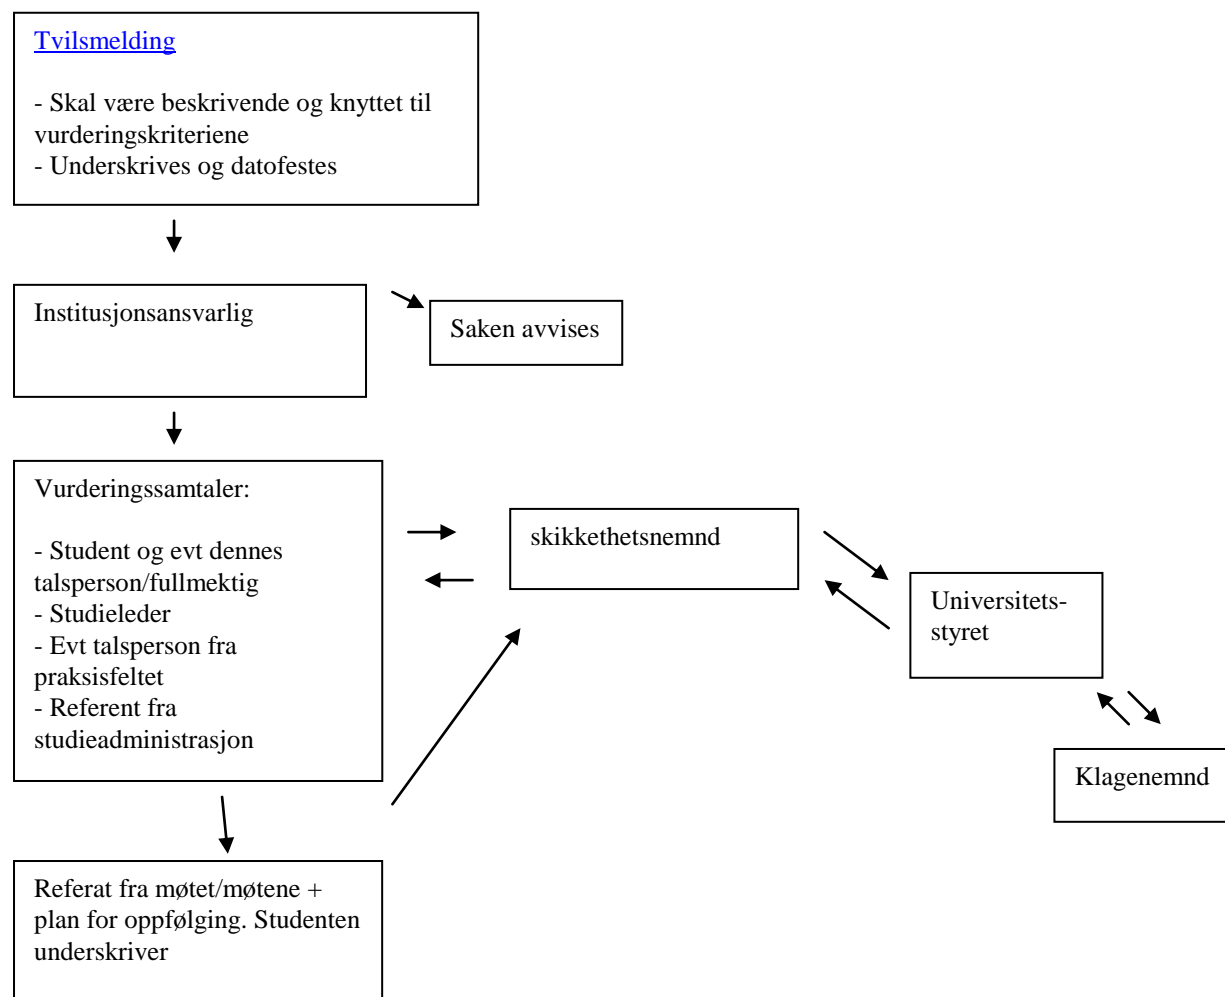 Tvilsmelding
- Skal være beskrivende og knyttet til
vurderingskriteriene
- Underskrives og datofestes
Institusjonsansvarlig
Saken avvises
Vurderingssamtaler:
- Student og evt dennes
talsperson/fullmektig
- Studieleder
- Evt talsperson fra
praksisfeltet
- Referent fra
studieadministrasjon
skikkethetsnemnd
Universitets-
styret
Klagenemnd
Referat fra møtet/møtene +
plan for oppfølging. Studenten
underskriver